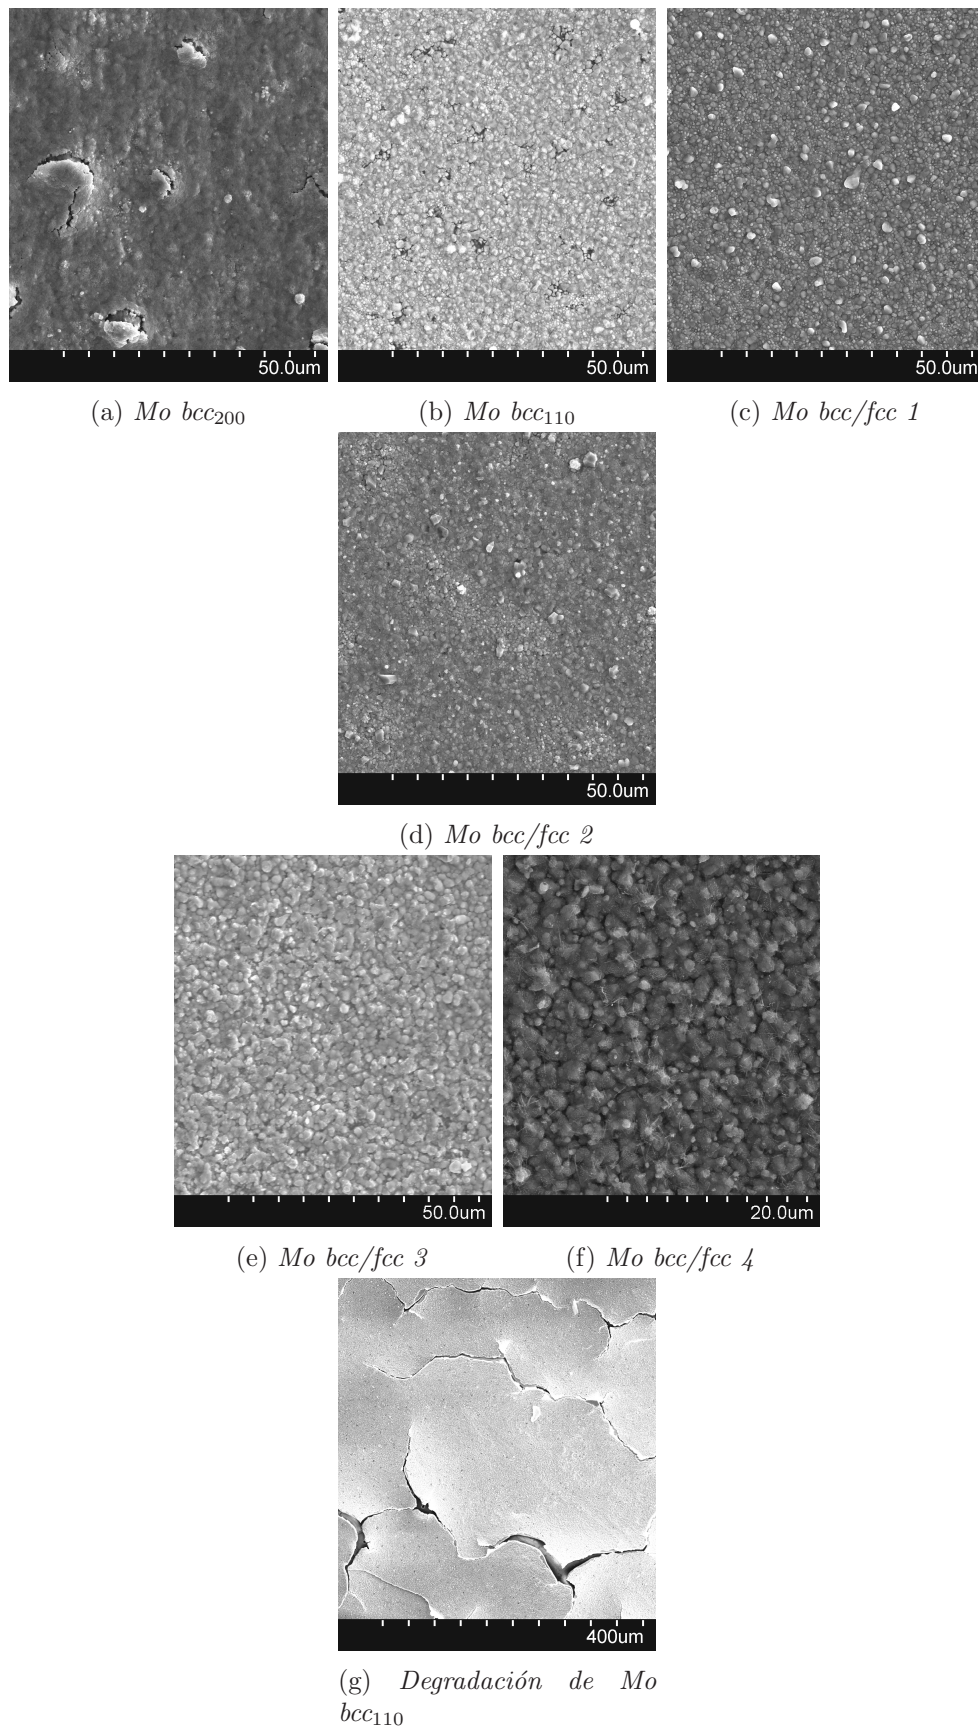 50.0um 50.0um 50.0um
(a) Mo bcc₂₀₀ (b) Mo bcc₁₁₀ (c) Mo bcc/fcc 1
50.0um
(d) Mo bcc/fcc 2
50.0um 20.0um
(e) Mo bcc/fcc 3 (f) Mo bcc/fcc 4
400um
(g) Degradación de Mo
bcc₁₁₀